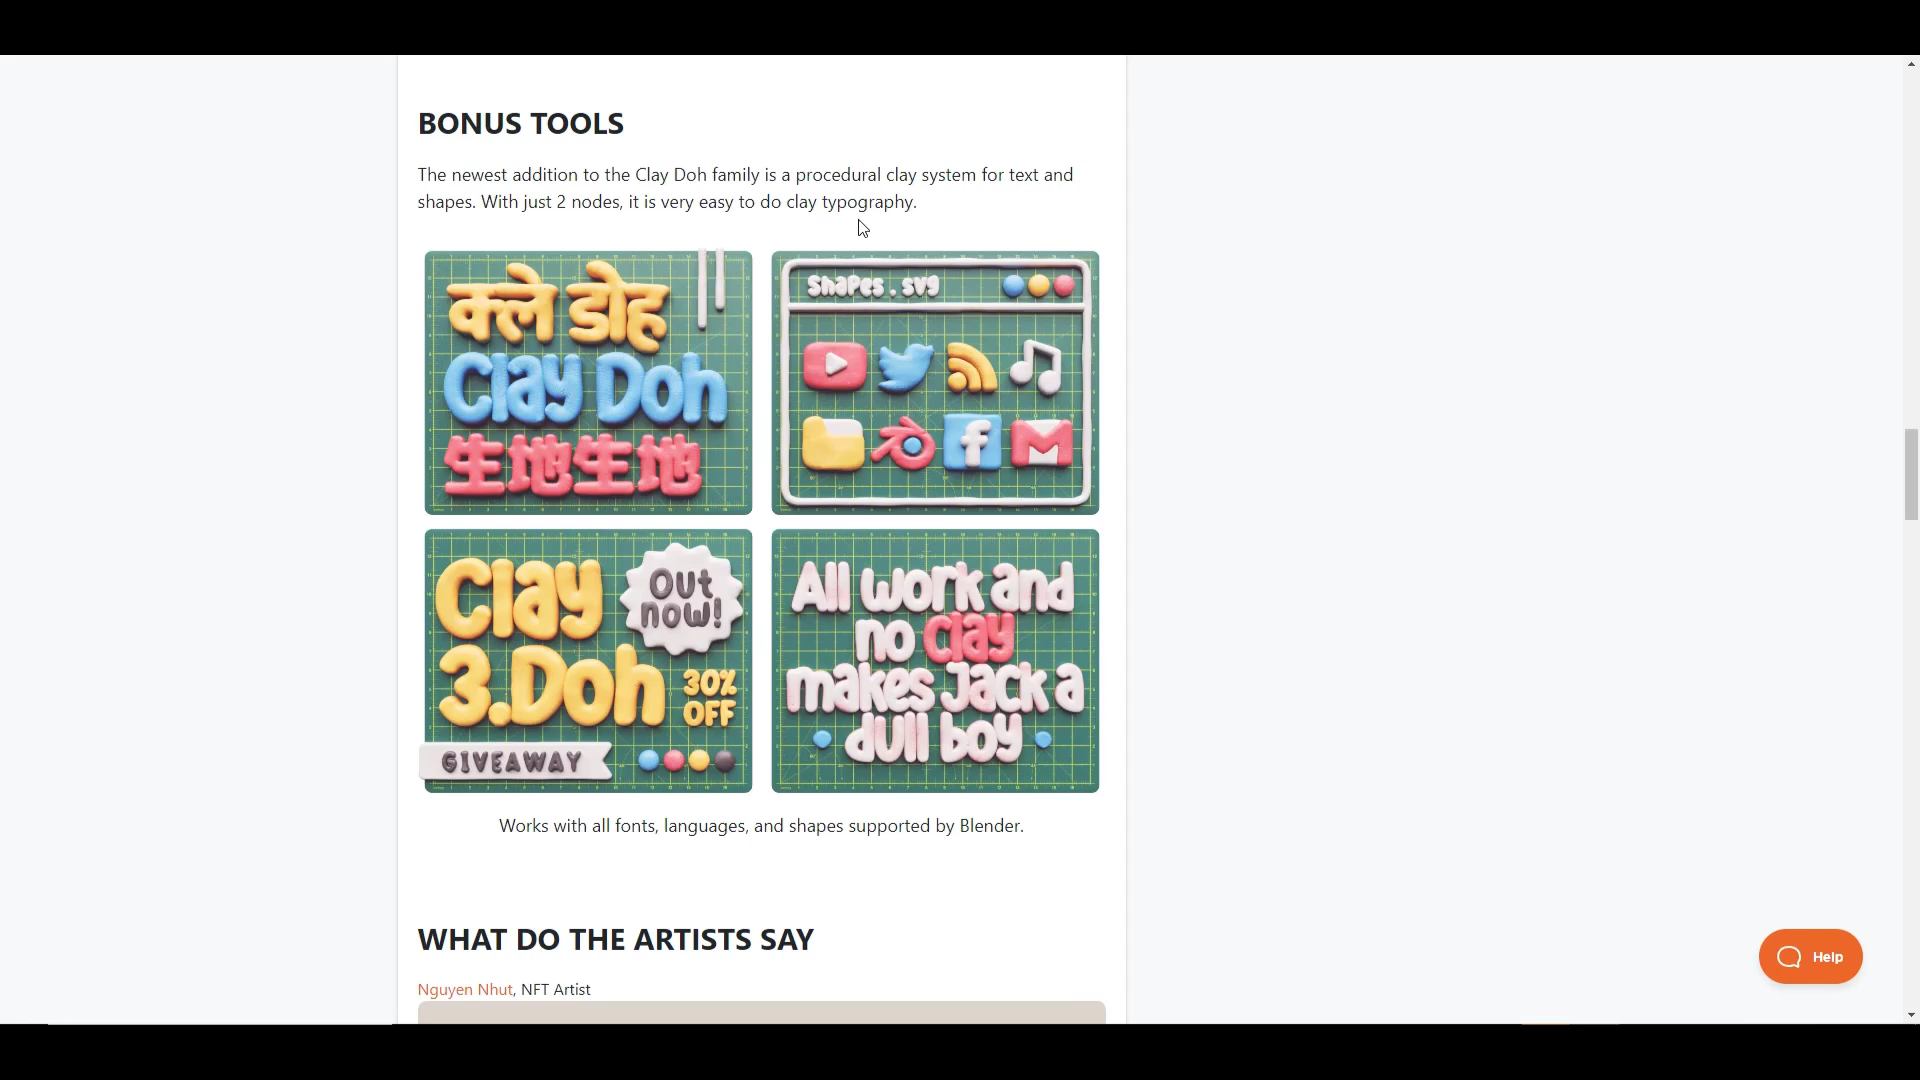 BONUS TOOLS
The newest addition to the Clay Doh family is a procedural clay system for text and
shapes. With just 2 nodes, it is very easy to do clay typography.
क्ले डोह
Clay Doh
生地生地
Shapes.svg
f
Clay
3.Doh
Out
now!
30%
OFF
GIVEAWAY
All work and
no clay
makes Jack a
dull boy
Works with all fonts, languages, and shapes supported by Blender.
WHAT DO THE ARTISTS SAY
Nguyen Nhut, NFT Artist
Help